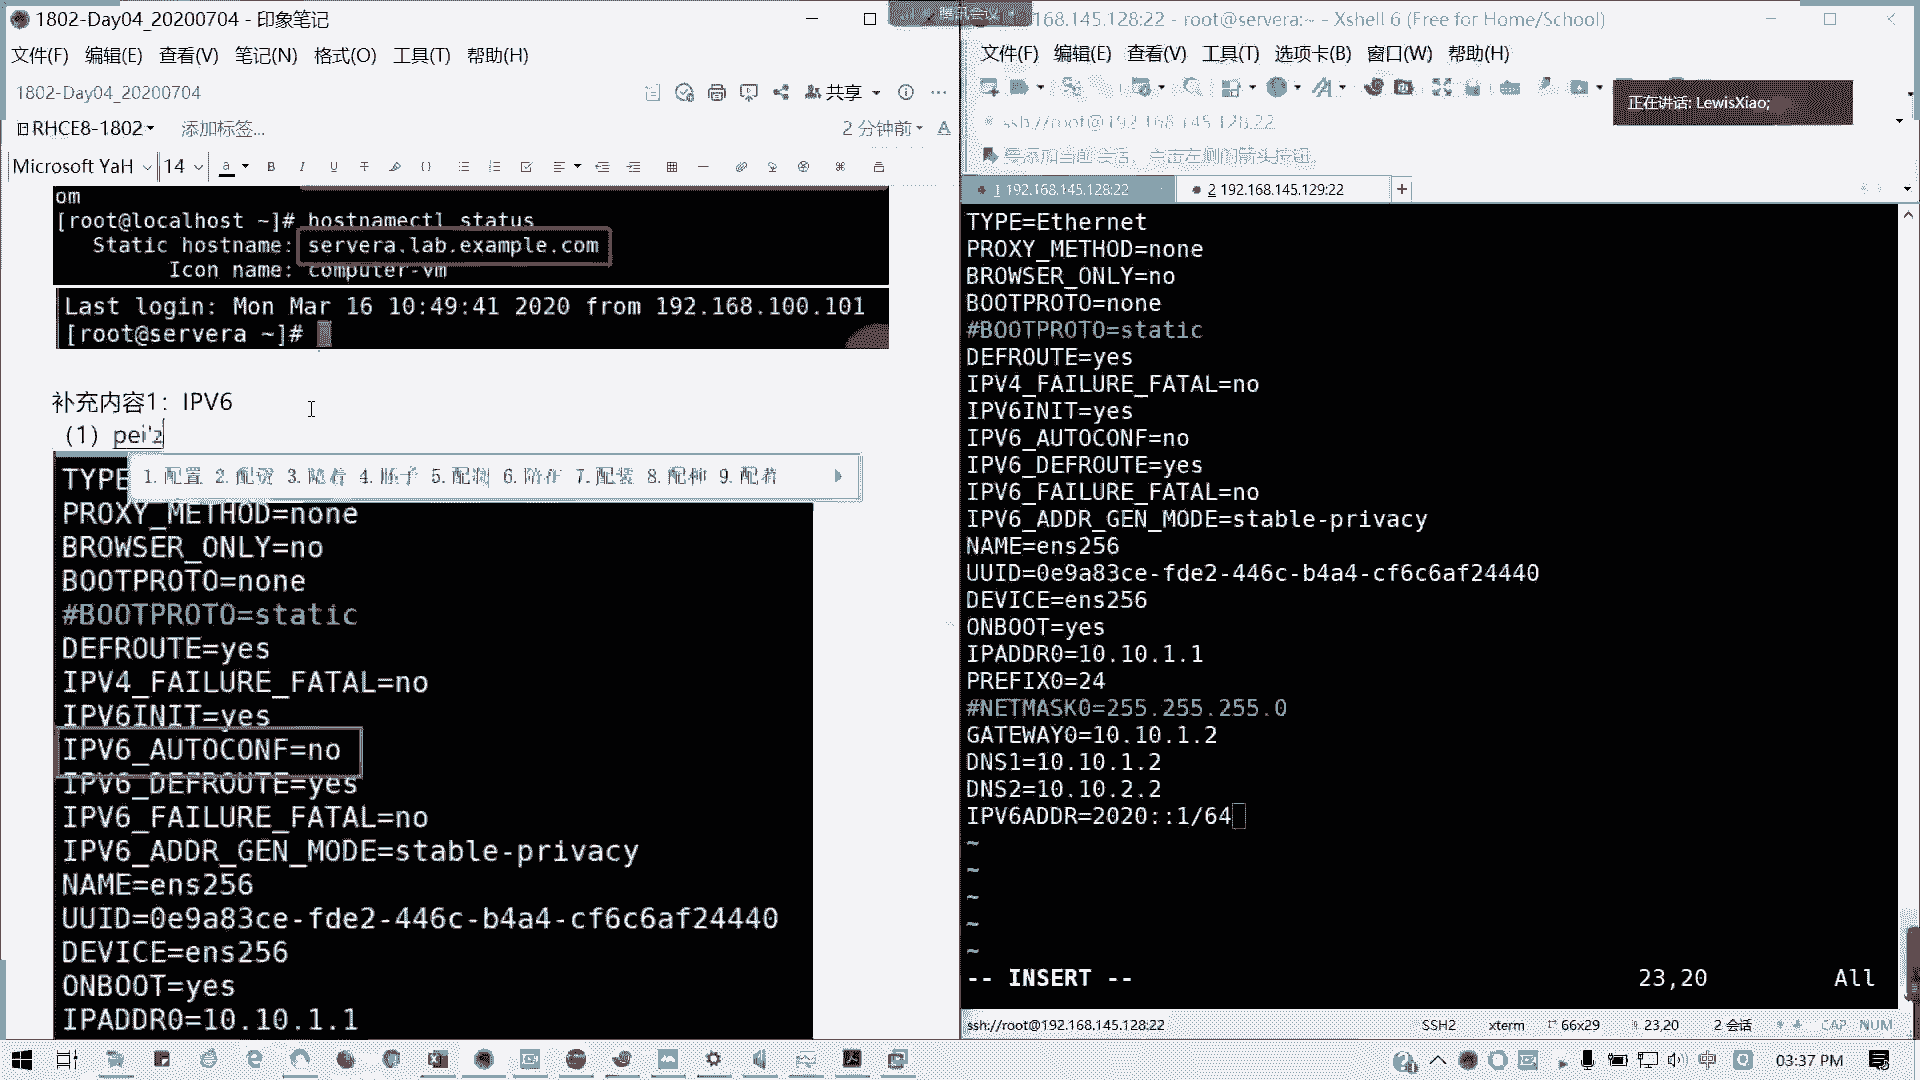 1802-Day04_20200704 - 印象笔记
文件(F) 编辑(E) 查看(V) 笔记(N) 格式(O) 工具(T) 帮助(H)
1802-Day04_20200704
共享
RHCE8-1802
添加标签...
2 分钟前
Microsoft YaH 14
om
[root@localhost ~]# hostnamectl status
Static hostname: servera.lab.example.com
Icon name: computer-vm
Last login: Mon Mar 16 10:49:41 2020 from 192.168.100.101
[root@servera ~]#
补充内容1：IPV6
（1）pei'z
1. 配置 2. 配资 3. 陪着 4. 胚子 5. 配制 6. 陪作 7. 配装 8. 配种 9. 配着
TYPE
PROXY_METHOD=none
BROWSER_ONLY=no
BOOTPROTO=none
#BOOTPROTO=static
DEFROUTE=yes
IPV4_FAILURE_FATAL=no
IPV6INIT=yes
IPV6_AUTOCONF=no
IPV6_DEFROUTE=yes
IPV6_FAILURE_FATAL=no
IPV6_ADDR_GEN_MODE=stable-privacy
NAME=ens256
UUID=0e9a83ce-fde2-446c-b4a4-cf6c6af24440
DEVICE=ens256
ONBOOT=yes
IPADDR0=10.10.1.1
腾讯会议
168.145.128:22 - root@servera:~ - Xshell 6 (Free for Home/School)
文件(F) 编辑(E) 查看(V) 工具(T) 选项卡(B) 窗口(W) 帮助(H)
正在讲话: LewisXiao;
ssh://root@192.168.145.128:22
要添加当前会话，点击左侧的箭头按钮。
1 192.168.145.128:22
2 192.168.145.129:22
TYPE=Ethernet
PROXY_METHOD=none
BROWSER_ONLY=no
BOOTPROTO=none
#BOOTPROTO=static
DEFROUTE=yes
IPV4_FAILURE_FATAL=no
IPV6INIT=yes
IPV6_AUTOCONF=no
IPV6_DEFROUTE=yes
IPV6_FAILURE_FATAL=no
IPV6_ADDR_GEN_MODE=stable-privacy
NAME=ens256
UUID=0e9a83ce-fde2-446c-b4a4-cf6c6af24440
DEVICE=ens256
ONBOOT=yes
IPADDR0=10.10.1.1
PREFIX0=24
#NETMASK0=255.255.255.0
GATEWAY0=10.10.1.2
DNS1=10.10.1.2
DNS2=10.10.2.2
IPV6ADDR=2020::1/64
~
~
~
~
~
-- INSERT -- 23,20 All
ssh://root@192.168.145.128:22 SSH2 xterm 66x29 23,20 2 会话 CAP NUM
中 03:37 PM